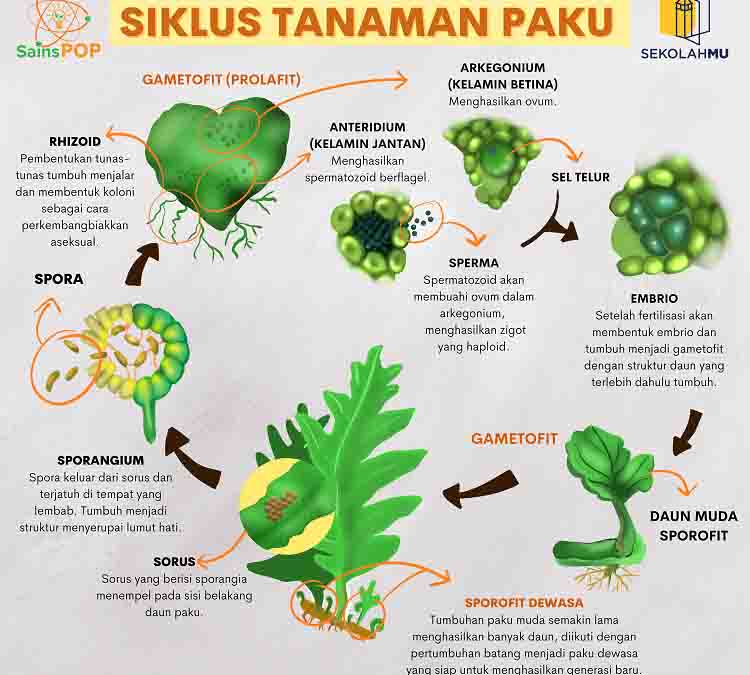 SainsPOP
SIKLUS TANAMAN PAKU
SEKOLAHMU
GAMETOFIT (PROLAFIT)
ARKEGONIUM
(KELAMIN BETINA)
Menghasilkan ovum.
RHIZOID
Pembentukan tunas-
tunas tumbuh menjalar
dan membentuk koloni
sebagai cara
perkembangbiakkan
aseksual.
ANTERIDIUM
(KELAMIN JANTAN)
Menghasilkan
spermatozoid berflagel.
SEL TELUR
SPERMA
Spermatozoid akan
membuahi ovum dalam
arkegonium,
menghasilkan zigot
yang haploid.
EMBRIO
Setelah fertilisasi akan
membentuk embrio dan
tumbuh menjadi gametofit
dengan struktur daun yang
terlebih dahulu tumbuh.
SPORA
SPORANGIUM
Spora keluar dari sorus dan
terjatuh di tempat yang
lembab. Tumbuh menjadi
struktur menyerupai lumut hati.
GAMETOFIT
DAUN MUDA
SPOROFIT
SORUS
Sorus yang berisi sporangia
menempel pada sisi belakang
daun paku.
SPOROFIT DEWASA
Tumbuhan paku muda semakin lama
menghasilkan banyak daun, diikuti dengan
pertumbuhan batang menjadi paku dewasa
yang siap untuk menghasilkan generasi baru.